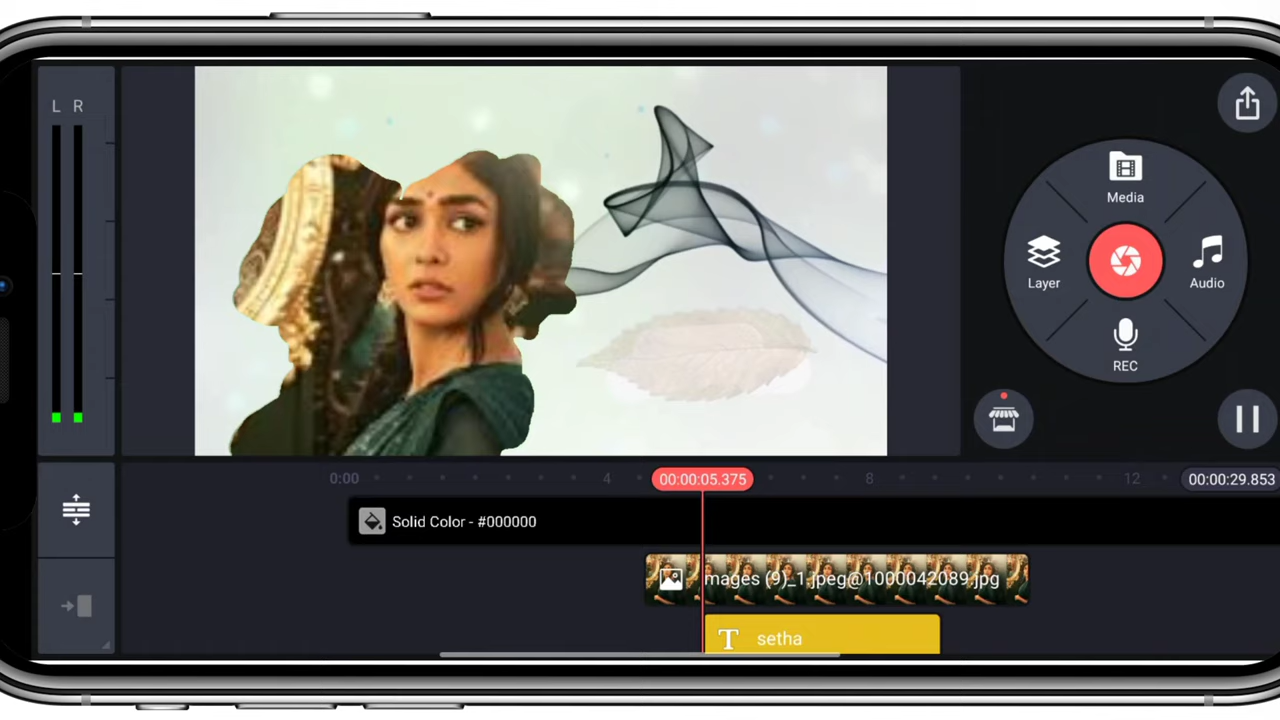 L R
Media
Layer
Audio
REC
0:00
4
00:00:05.375
8
12
00:00:29.853
Solid Color - #000000
mages (9)_1.jpeg@1000042089.jpg
T setha